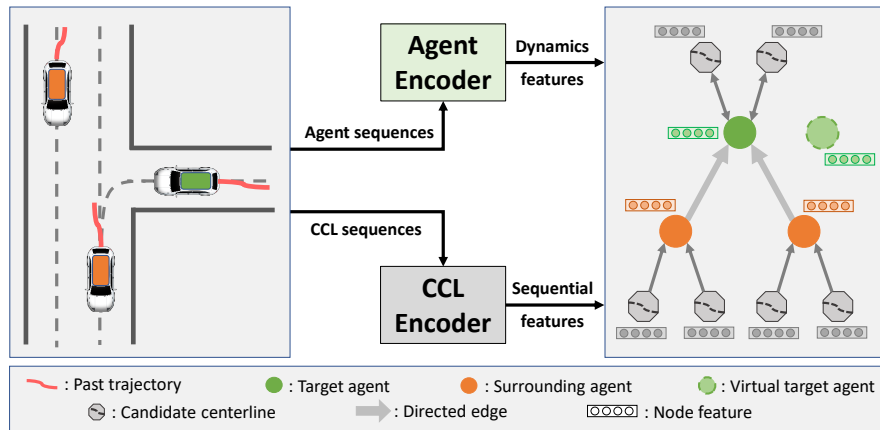 Agent
Encoder
Dynamics
features
Agent sequences
CCL sequences
CCL
Encoder
Sequential
features
: Past trajectory
: Target agent
: Surrounding agent
: Virtual target agent
: Candidate centerline
: Directed edge
: Node feature